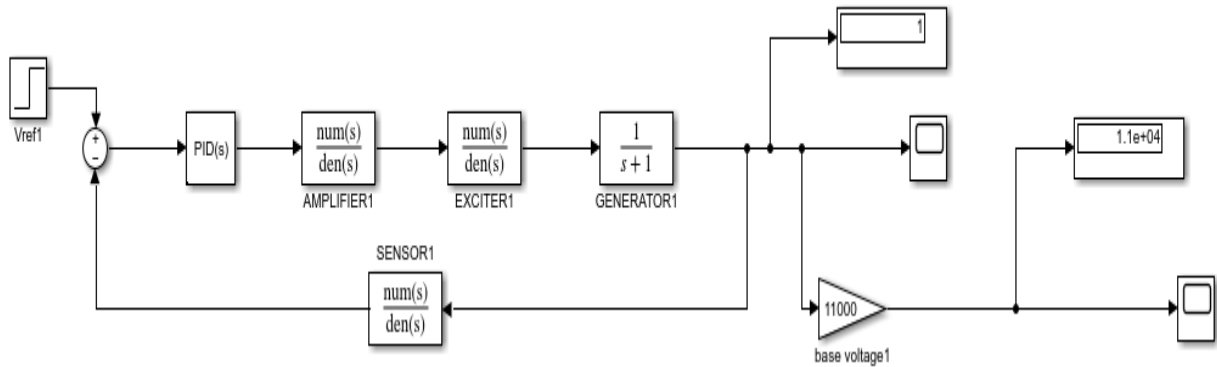 1
Vref1
+
−
PID(s)
num(s)
den(s)
AMPLIFIER1
num(s)
den(s)
EXCITER1
1
s + 1
GENERATOR1
1.1e+04
SENSOR1
num(s)
den(s)
11000
base voltage1